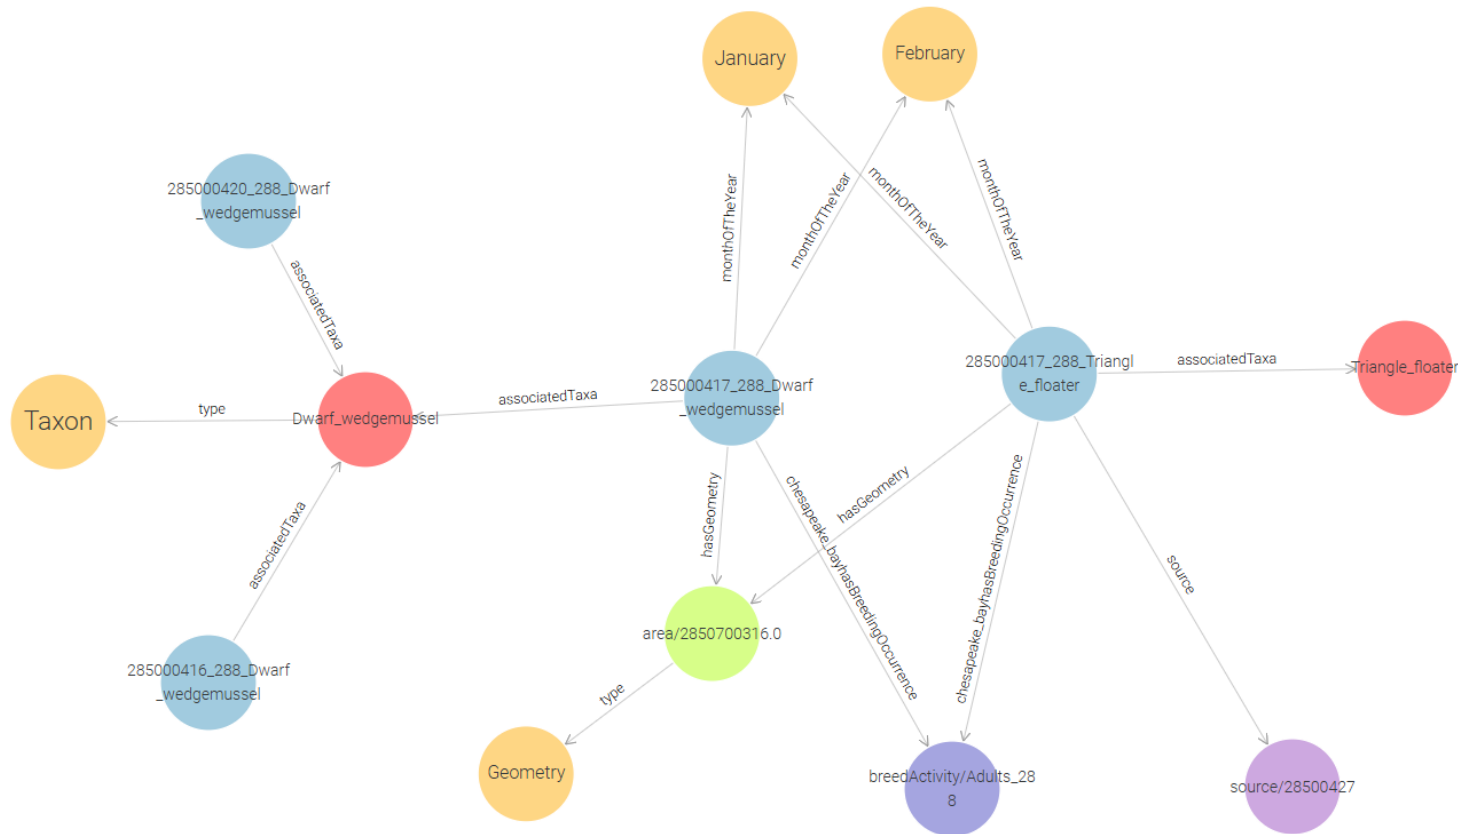 January
February
285000420_288_Dwarf
_wedgemussel
monthOfTheYear
monthOfTheYear
monthOfTheYear
monthOfTheYear
associatedTaxa
285000417_288_Triangl
e_floater
associatedTaxa
Triangle_floater
285000417_288_Dwarf
_wedgemussel
associatedTaxa
Taxon
type
Dwarf_wedgemussel
associatedTaxa
hasGeometry
hasGeometry
chesapeake_bayhasBreedingOccurrence
chesapeake_bayhasBreedingOccurrence
source
area/2850700316.0
285000416_288_Dwarf
_wedgemussel
type
Geometry
breedActivity/Adults_28
8
source/28500427